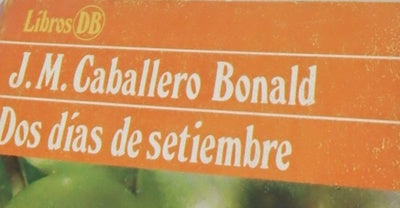 Libros DB
J. M. Caballero Bonald
Dos días de setiembre